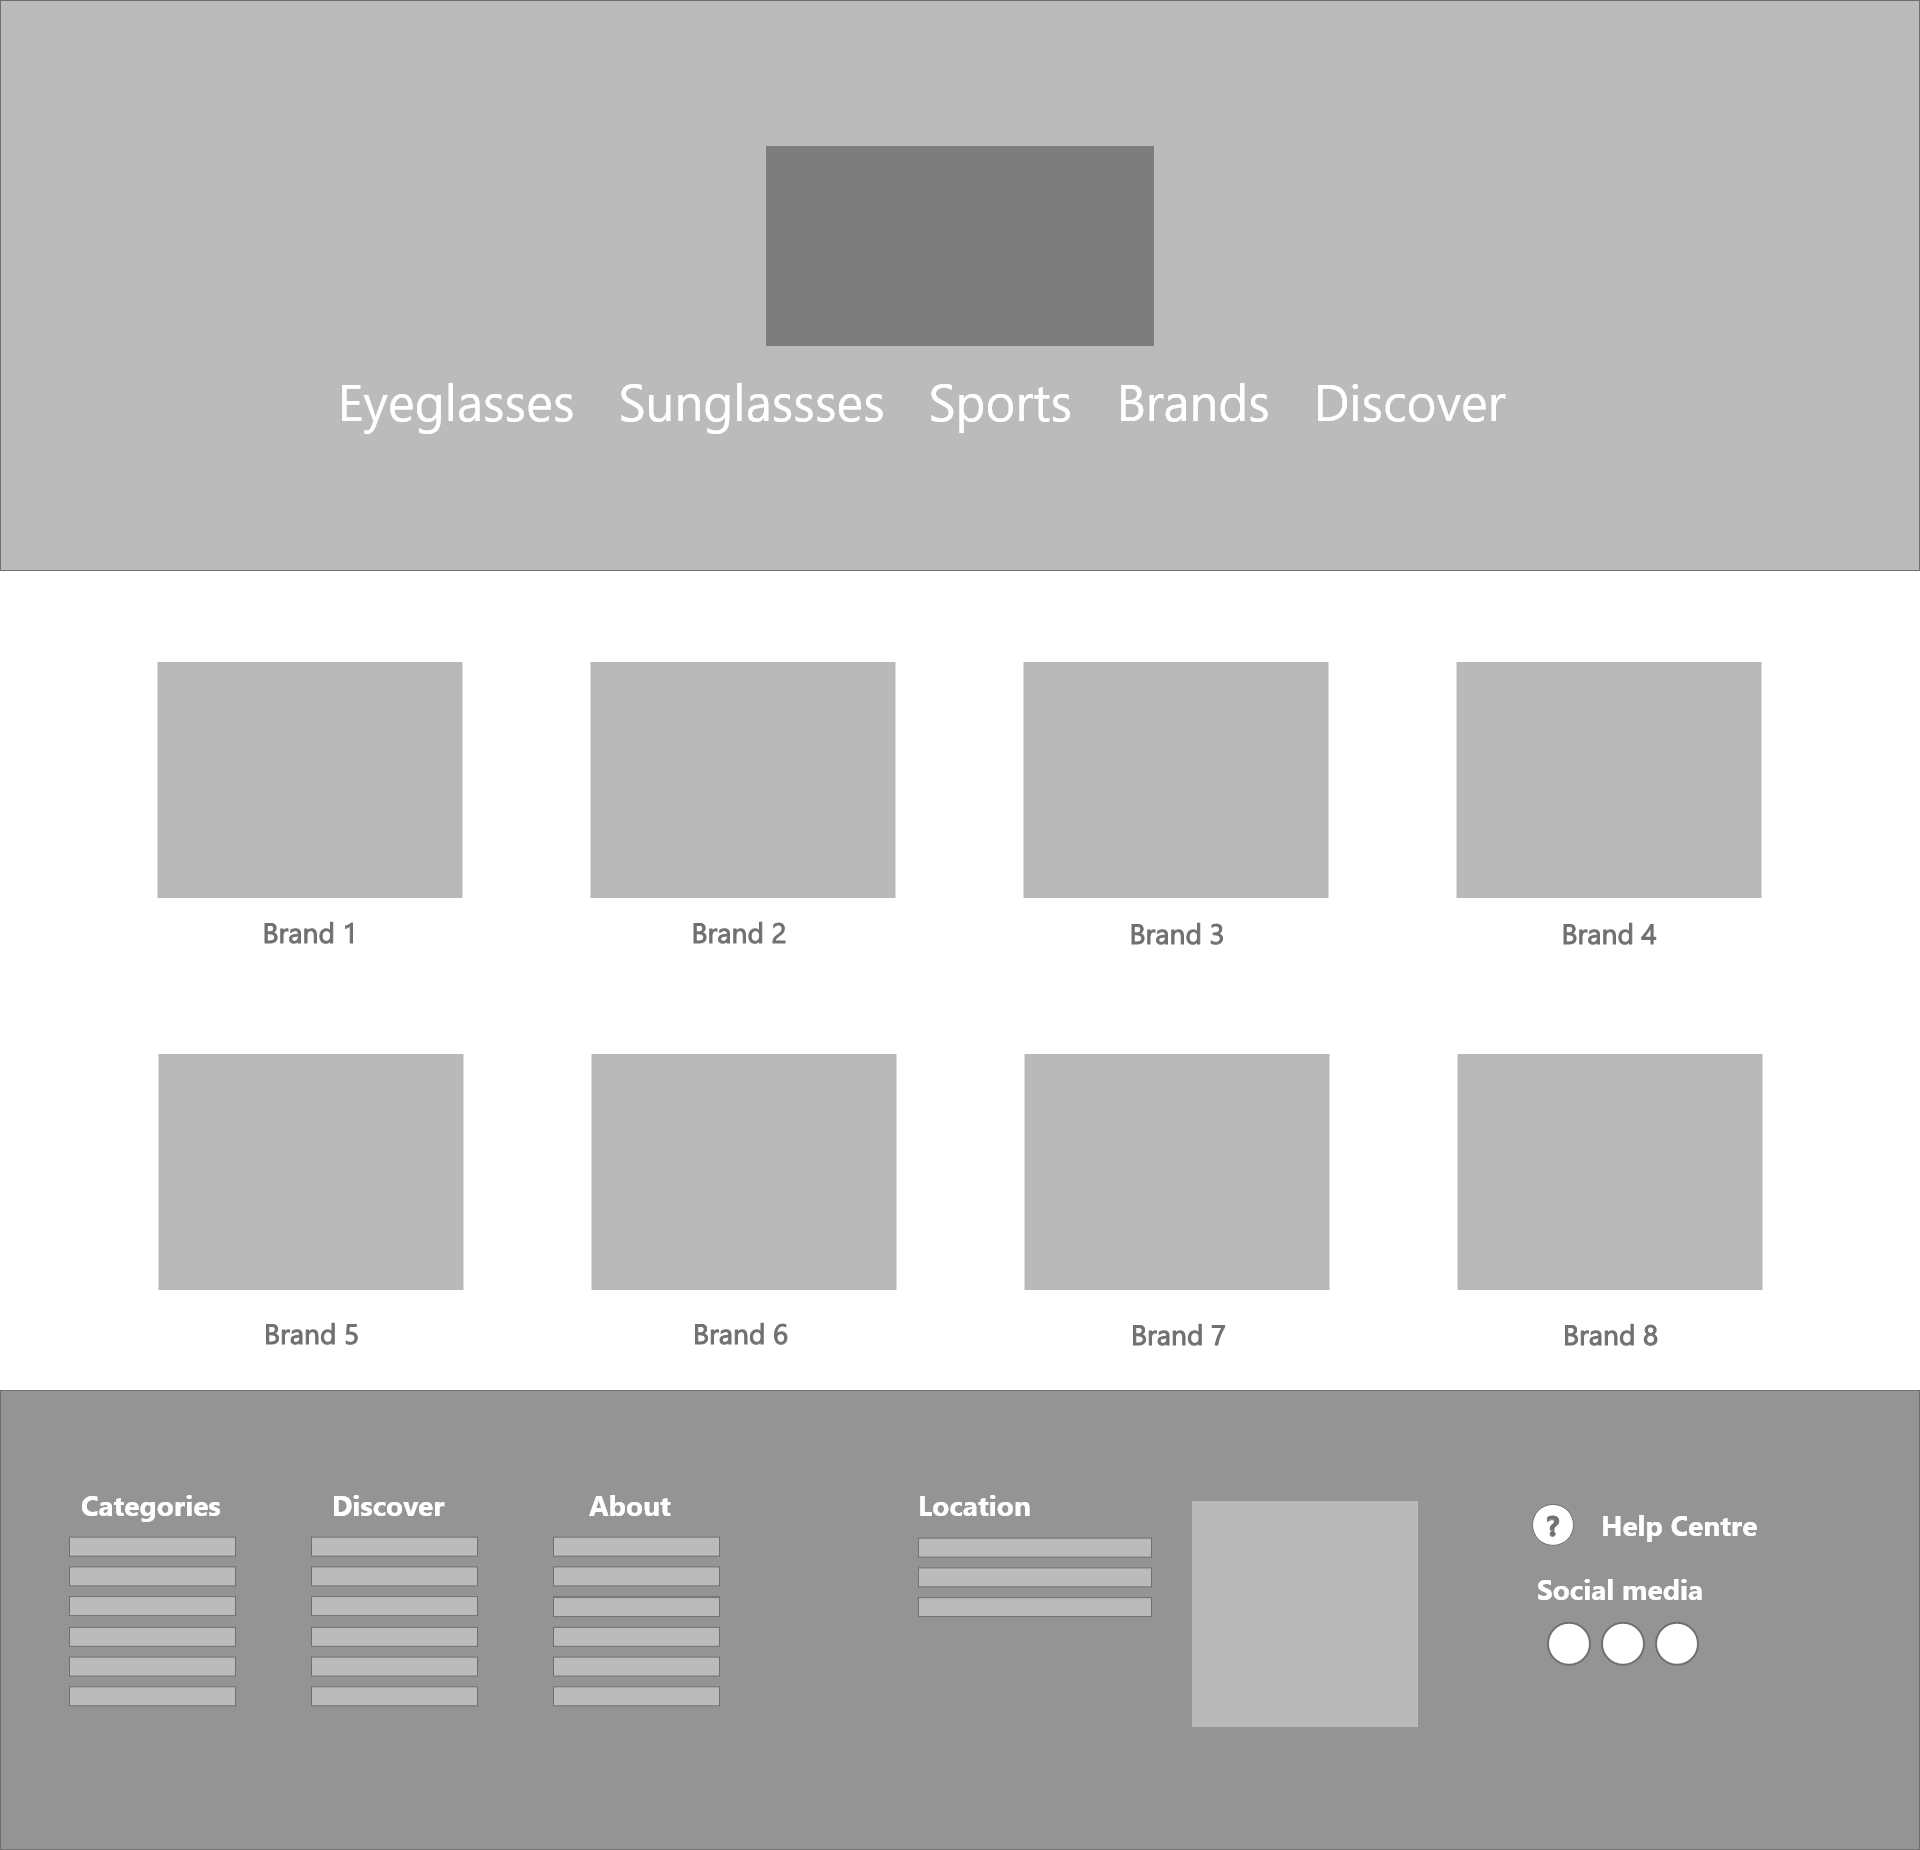 Eyeglasses Sunglassses Sports Brands Discover
Brand 1 Brand 2 Brand 3 Brand 4
Brand 5 Brand 6 Brand 7 Brand 8
Categories Discover About Location
? Help Centre
Social media